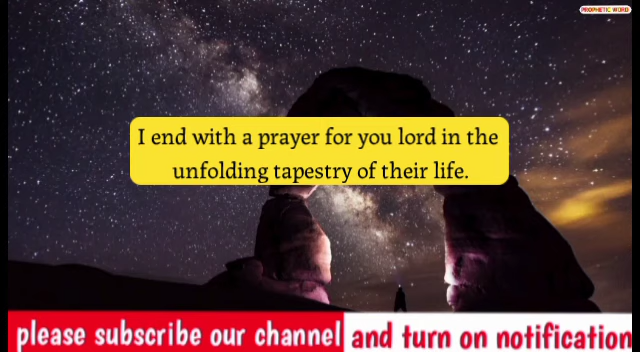 PROPHETIC WORD
I end with a prayer for you lord in the
unfolding tapestry of their life.
please subscribe our channel and turn on notification